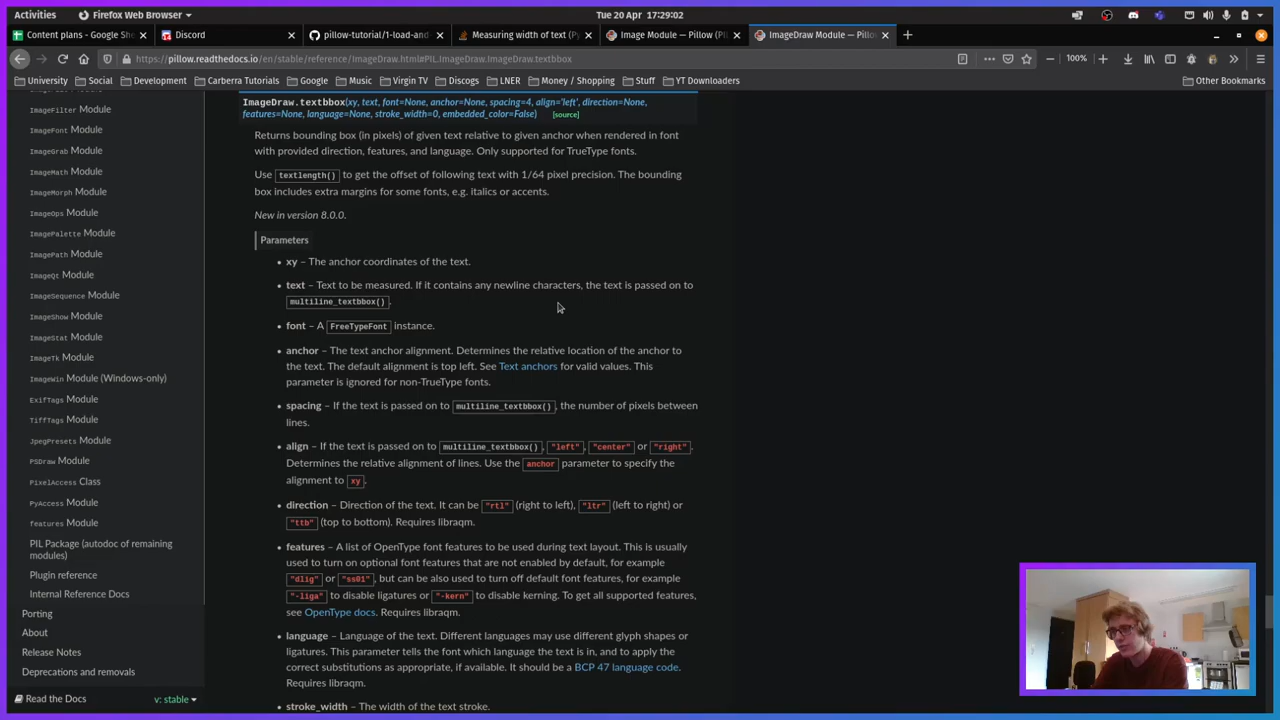 Activities
Firefox Web Browser
Tue 20 Apr 17:29:02
Content plans - Google She
Discord
pillow-tutorial/1-load-and-
Measuring width of text (Py
Image Module — Pillow (P
ImageDraw Module — Pillo
https://pillow.readthedocs.io/en/stable/reference/ImageDraw.html#PIL.ImageDraw.ImageDraw.textbbox
100%
University
Social
Development
Carberra Tutorials
Google
Music
Virgin TV
Discogs
LNER
Money / Shopping
Stuff
YT Downloaders
Other Bookmarks
ImageFilter Module
ImageFont Module
ImageGrab Module
ImageMath Module
ImageMorph Module
ImageOps Module
ImagePalette Module
ImagePath Module
ImageQt Module
ImageSequence Module
ImageShow Module
ImageStat Module
ImageTk Module
ImageWin Module (Windows-only)
ExifTags Module
TiffTags Module
JpegPresets Module
PSDraw Module
PixelAccess Class
PyAccess Module
features Module
PIL Package (autodoc of remaining
modules)
Plugin reference
Internal Reference Docs
Porting
About
Release Notes
Deprecations and removals
Read the Docs
v: stable
ImageDraw.textbbox(xy, text, font=None, anchor=None, spacing=4, align='left', direction=None,
features=None, language=None, stroke_width=0, embedded_color=False) [source]
Returns bounding box (in pixels) of given text relative to given anchor when rendered in font
with provided direction, features, and language. Only supported for TrueType fonts.
Use textlength() to get the offset of following text with 1/64 pixel precision. The bounding
box includes extra margins for some fonts, e.g. italics or accents.
New in version 8.0.0.
Parameters
• xy – The anchor coordinates of the text.
• text – Text to be measured. If it contains any newline characters, the text is passed on to
multiline_textbbox().
• font – A FreeTypeFont instance.
• anchor – The text anchor alignment. Determines the relative location of the anchor to
the text. The default alignment is top left. See Text anchors for valid values. This
parameter is ignored for non-TrueType fonts.
• spacing – If the text is passed on to multiline_textbbox(), the number of pixels between
lines.
• align – If the text is passed on to multiline_textbbox(), "left", "center" or "right".
Determines the relative alignment of lines. Use the anchor parameter to specify the
alignment to xy.
• direction – Direction of the text. It can be "rtl" (right to left), "ltr" (left to right) or
"ttb" (top to bottom). Requires libraqm.
• features – A list of OpenType font features to be used during text layout. This is usually
used to turn on optional font features that are not enabled by default, for example
"dlig" or "ss01", but can be also used to turn off default font features, for example
"-liga" to disable ligatures or "-kern" to disable kerning. To get all supported features,
see OpenType docs. Requires libraqm.
• language – Language of the text. Different languages may use different glyph shapes or
ligatures. This parameter tells the font which language the text is in, and to apply the
correct substitutions as appropriate, if available. It should be a BCP 47 language code.
Requires libraqm.
• stroke_width – The width of the text stroke.